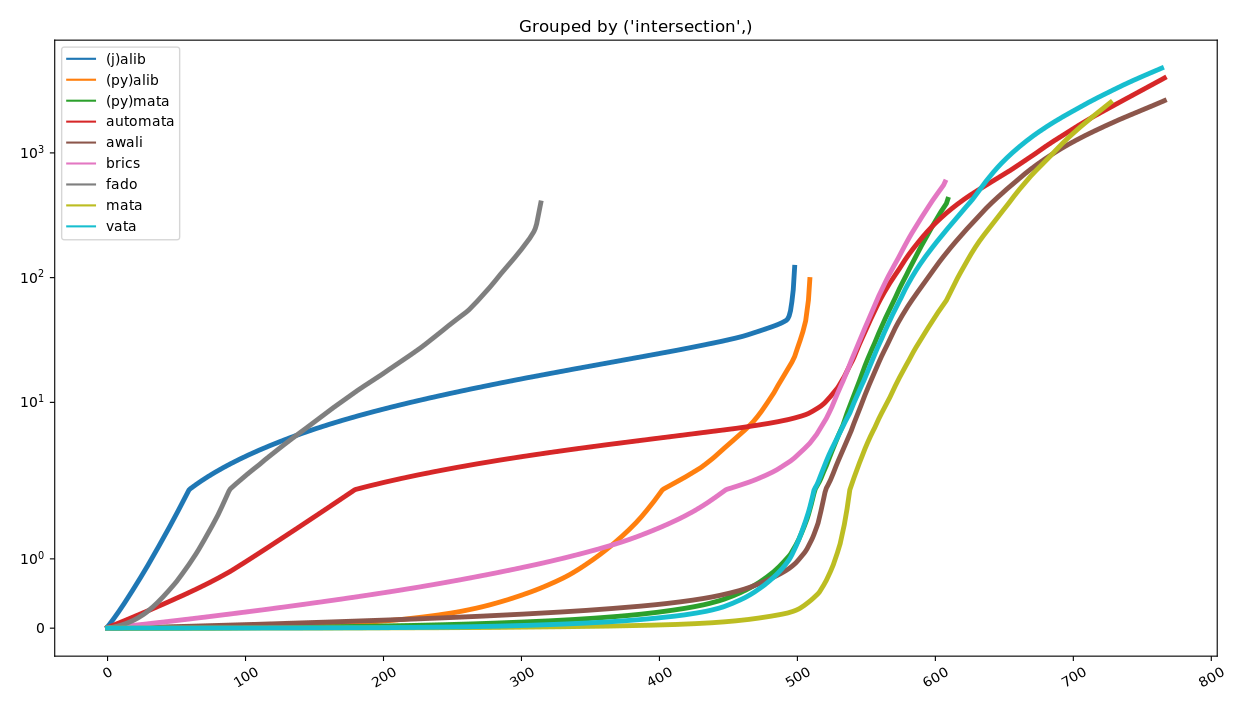 Grouped by ('intersection',)
(j)alib
(py)alib
(py)mata
automata
awali
brics
fado
mata
vata
10³
10²
10¹
10⁰
0
0
100
200
300
400
500
600
700
800